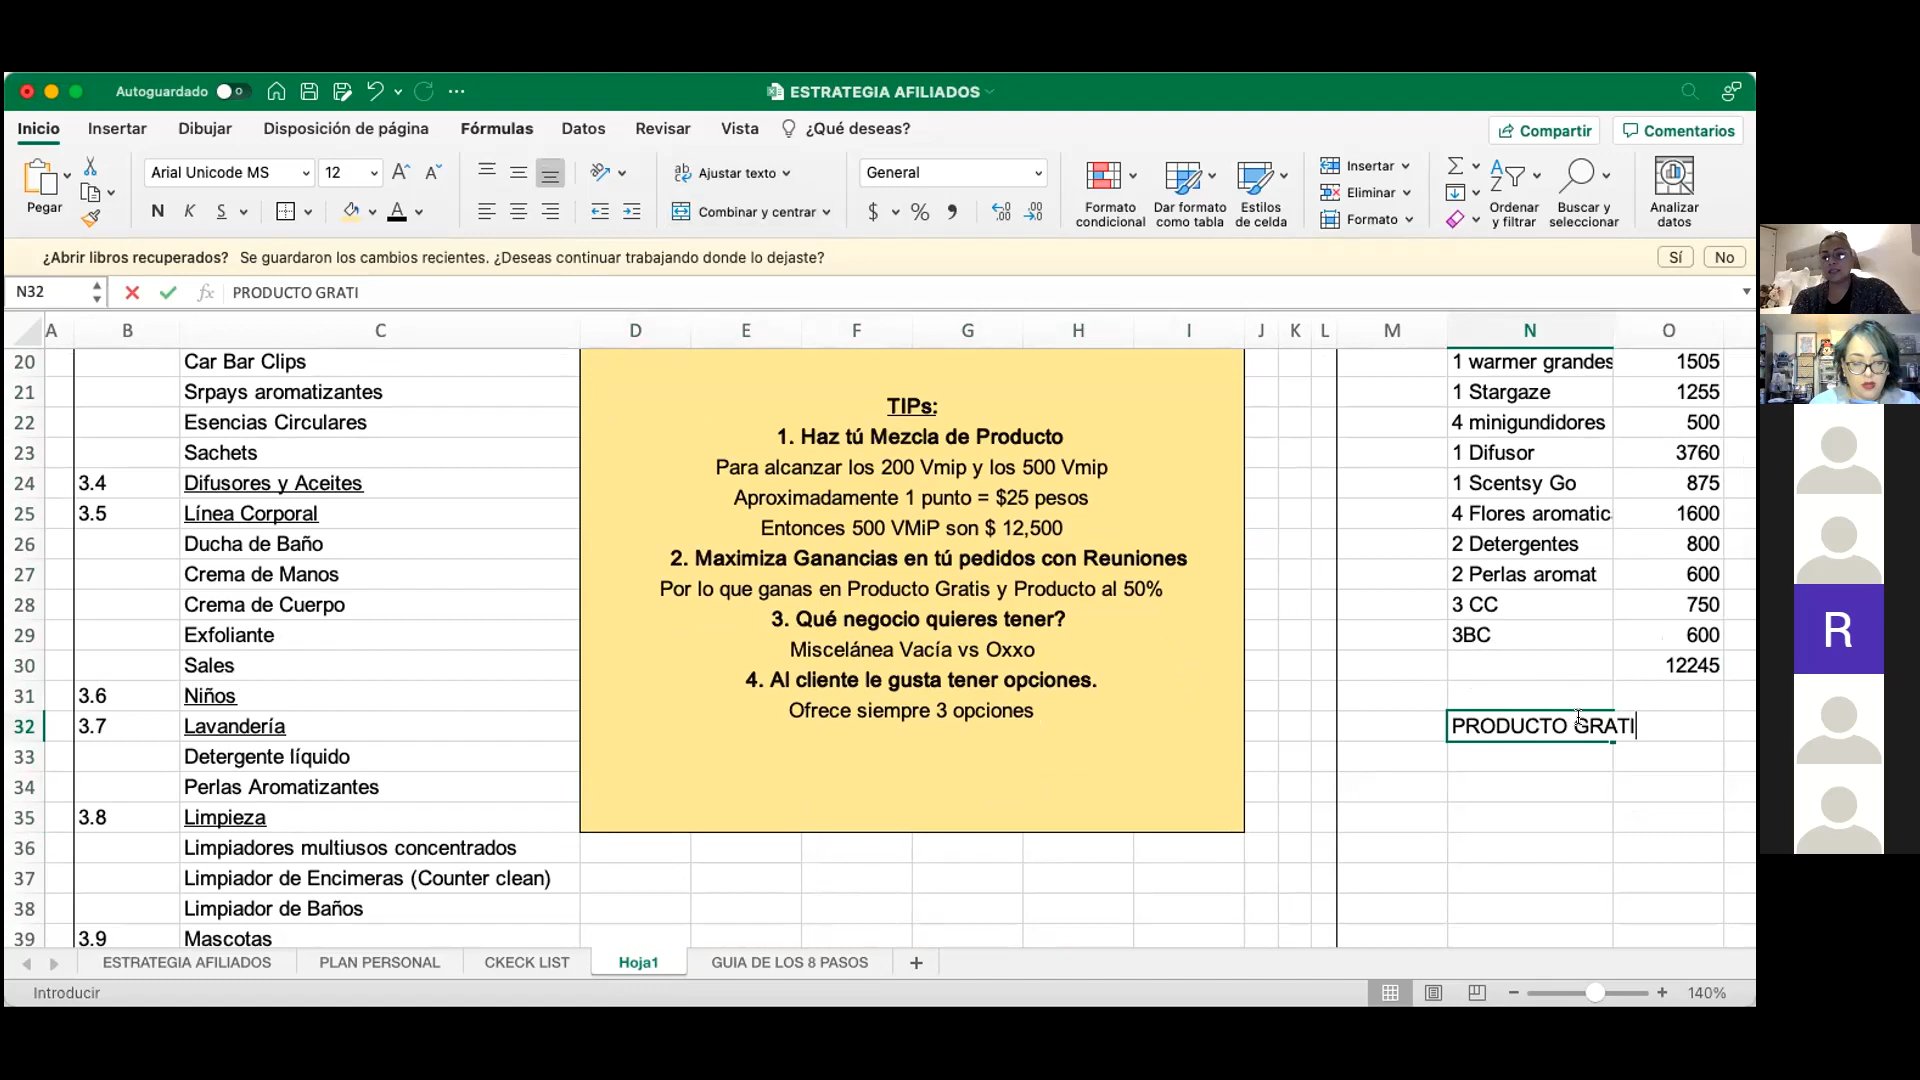 Autoguardado
ESTRATEGIA AFILIADOS
Inicio Insertar Dibujar Disposición de página Fórmulas Datos Revisar Vista ¿Qué deseas? Compartir Comentarios
Pegar
Arial Unicode MS 12
N K S
Ajustar texto
Combinar y centrar
General
$ % 
Formato condicional
Dar formato como tabla
Estilos de celda
Insertar
Eliminar
Formato
Ordenar y filtrar
Buscar y seleccionar
Analizar datos
¿Abrir libros recuperados? Se guardaron los cambios recientes. ¿Deseas continuar trabajando donde lo dejaste? Sí No
N32 fx PRODUCTO GRATI
A B C D E F G H I J K L M N O
20 Car Bar Clips 1 warmer grandes 1505
21 Srpays aromatizantes TIPs: 1 Stargaze 1255
22 Esencias Circulares 1. Haz tú Mezcla de Producto 4 minigundidores 500
23 Sachets Para alcanzar los 200 Vmip y los 500 Vmip 1 Difusor 3760
24 3.4 Difusores y Aceites Aproximadamente 1 punto = $25 pesos 1 Scentsy Go 875
25 3.5 Línea Corporal Entonces 500 VMiP son $ 12,500 4 Flores aromatic 1600
26 Ducha de Baño 2. Maximiza Ganancias en tú pedidos con Reuniones 2 Detergentes 800
27 Crema de Manos Por lo que ganas en Producto Gratis y Producto al 50% 2 Perlas aromat 600
28 Crema de Cuerpo 3. Qué negocio quieres tener? 3 CC 750
29 Exfoliante Miscelánea Vacía vs Oxxo 3BC 600
30 Sales 4. Al cliente le gusta tener opciones. 12245
31 3.6 Niños Ofrece siempre 3 opciones
32 3.7 Lavandería PRODUCTO GRATI
33 Detergente líquido
34 Perlas Aromatizantes
35 3.8 Limpieza
36 Limpiadores multiusos concentrados
37 Limpiador de Encimeras (Counter clean)
38 Limpiador de Baños
39 3.9 Mascotas
ESTRATEGIA AFILIADOS PLAN PERSONAL CKECK LIST Hoja1 GUIA DE LOS 8 PASOS +
Introducir 140%
R